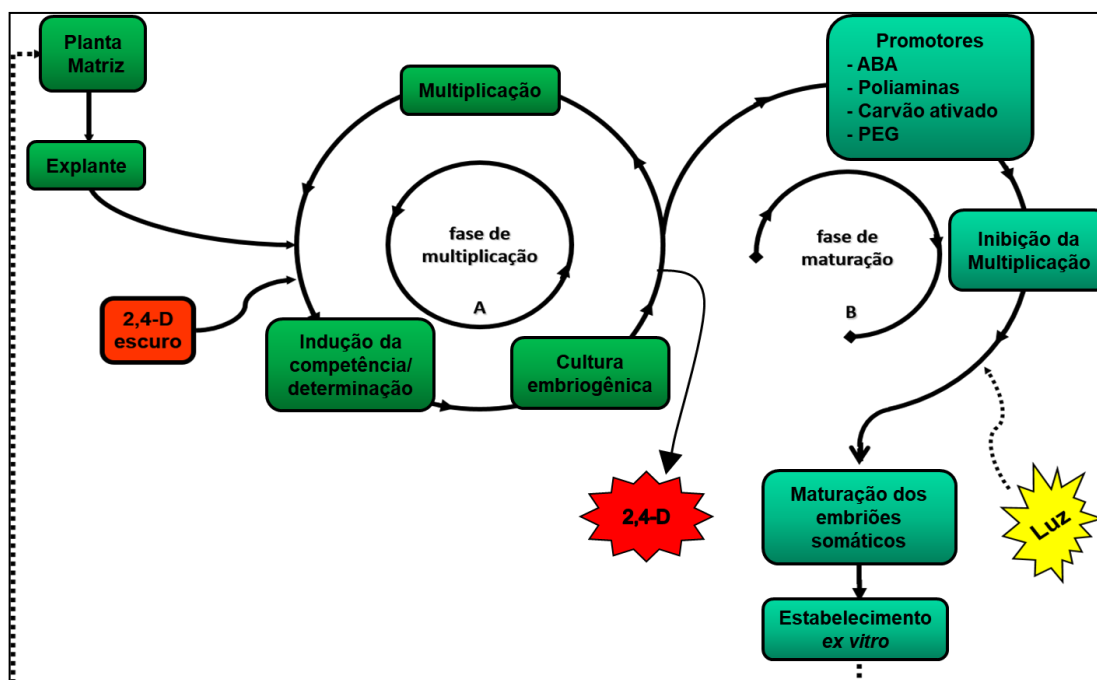 Planta
Matriz
Explante
2,4-D
escuro
Multiplicação
fase de
multiplicação
A
Indução da
competência/
determinação
Cultura
embriogênica
2,4-D
Promotores
- ABA
- Poliaminas
- Carvão ativado
- PEG
fase de
maturação
B
Inibição da
Multiplicação
Luz
Maturação dos
embriões
somáticos
Estabelecimento
ex vitro